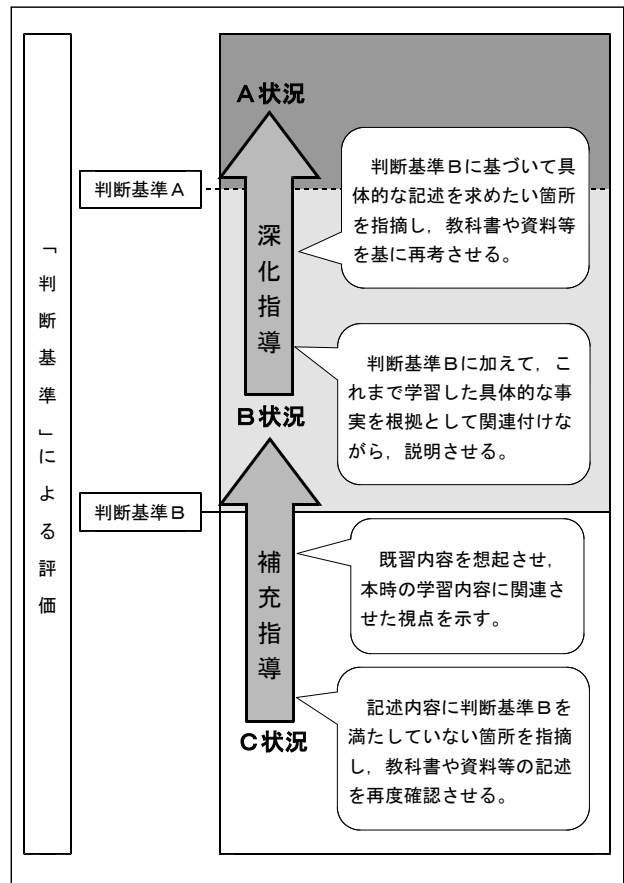 「判断基準」による評価
A状況
判断基準A
深化指導
判断基準Bに基づいて具
体的な記述を求めたい箇所
を指摘し，教科書や資料等
を基に再考させる。
判断基準Bに加えて，こ
れまで学習した具体的な事
実を根拠として関連付けな
がら，説明させる。
B状況
判断基準B
補充指導
既習内容を想起させ，
本時の学習内容に関連さ
せた視点を示す。
記述内容に判断基準Bを
満たしていない箇所を指摘
し，教科書や資料等の記述
を再度確認させる。
C状況